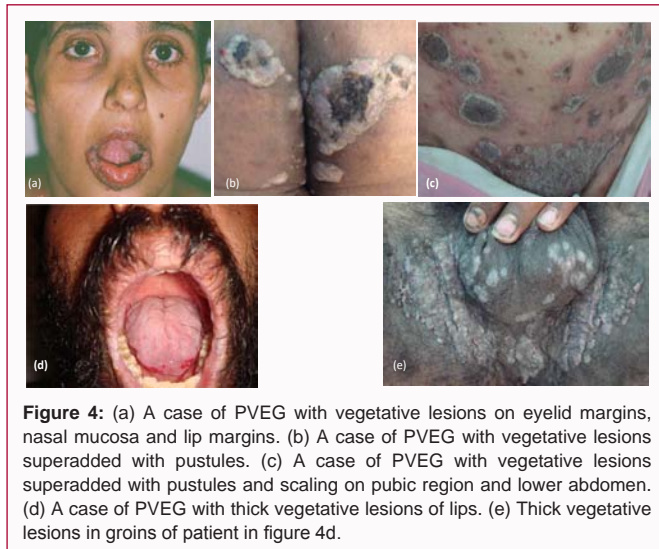 (a)
(b)
(c)
(d)
(e)
Figure 4: (a) A case of PVEG with vegetative lesions on eyelid margins,
nasal mucosa and lip margins. (b) A case of PVEG with vegetative lesions
superadded with pustules. (c) A case of PVEG with vegetative lesions
superadded with pustules and scaling on pubic region and lower abdomen.
(d) A case of PVEG with thick vegetative lesions of lips. (e) Thick vegetative
lesions in groins of patient in figure 4d.